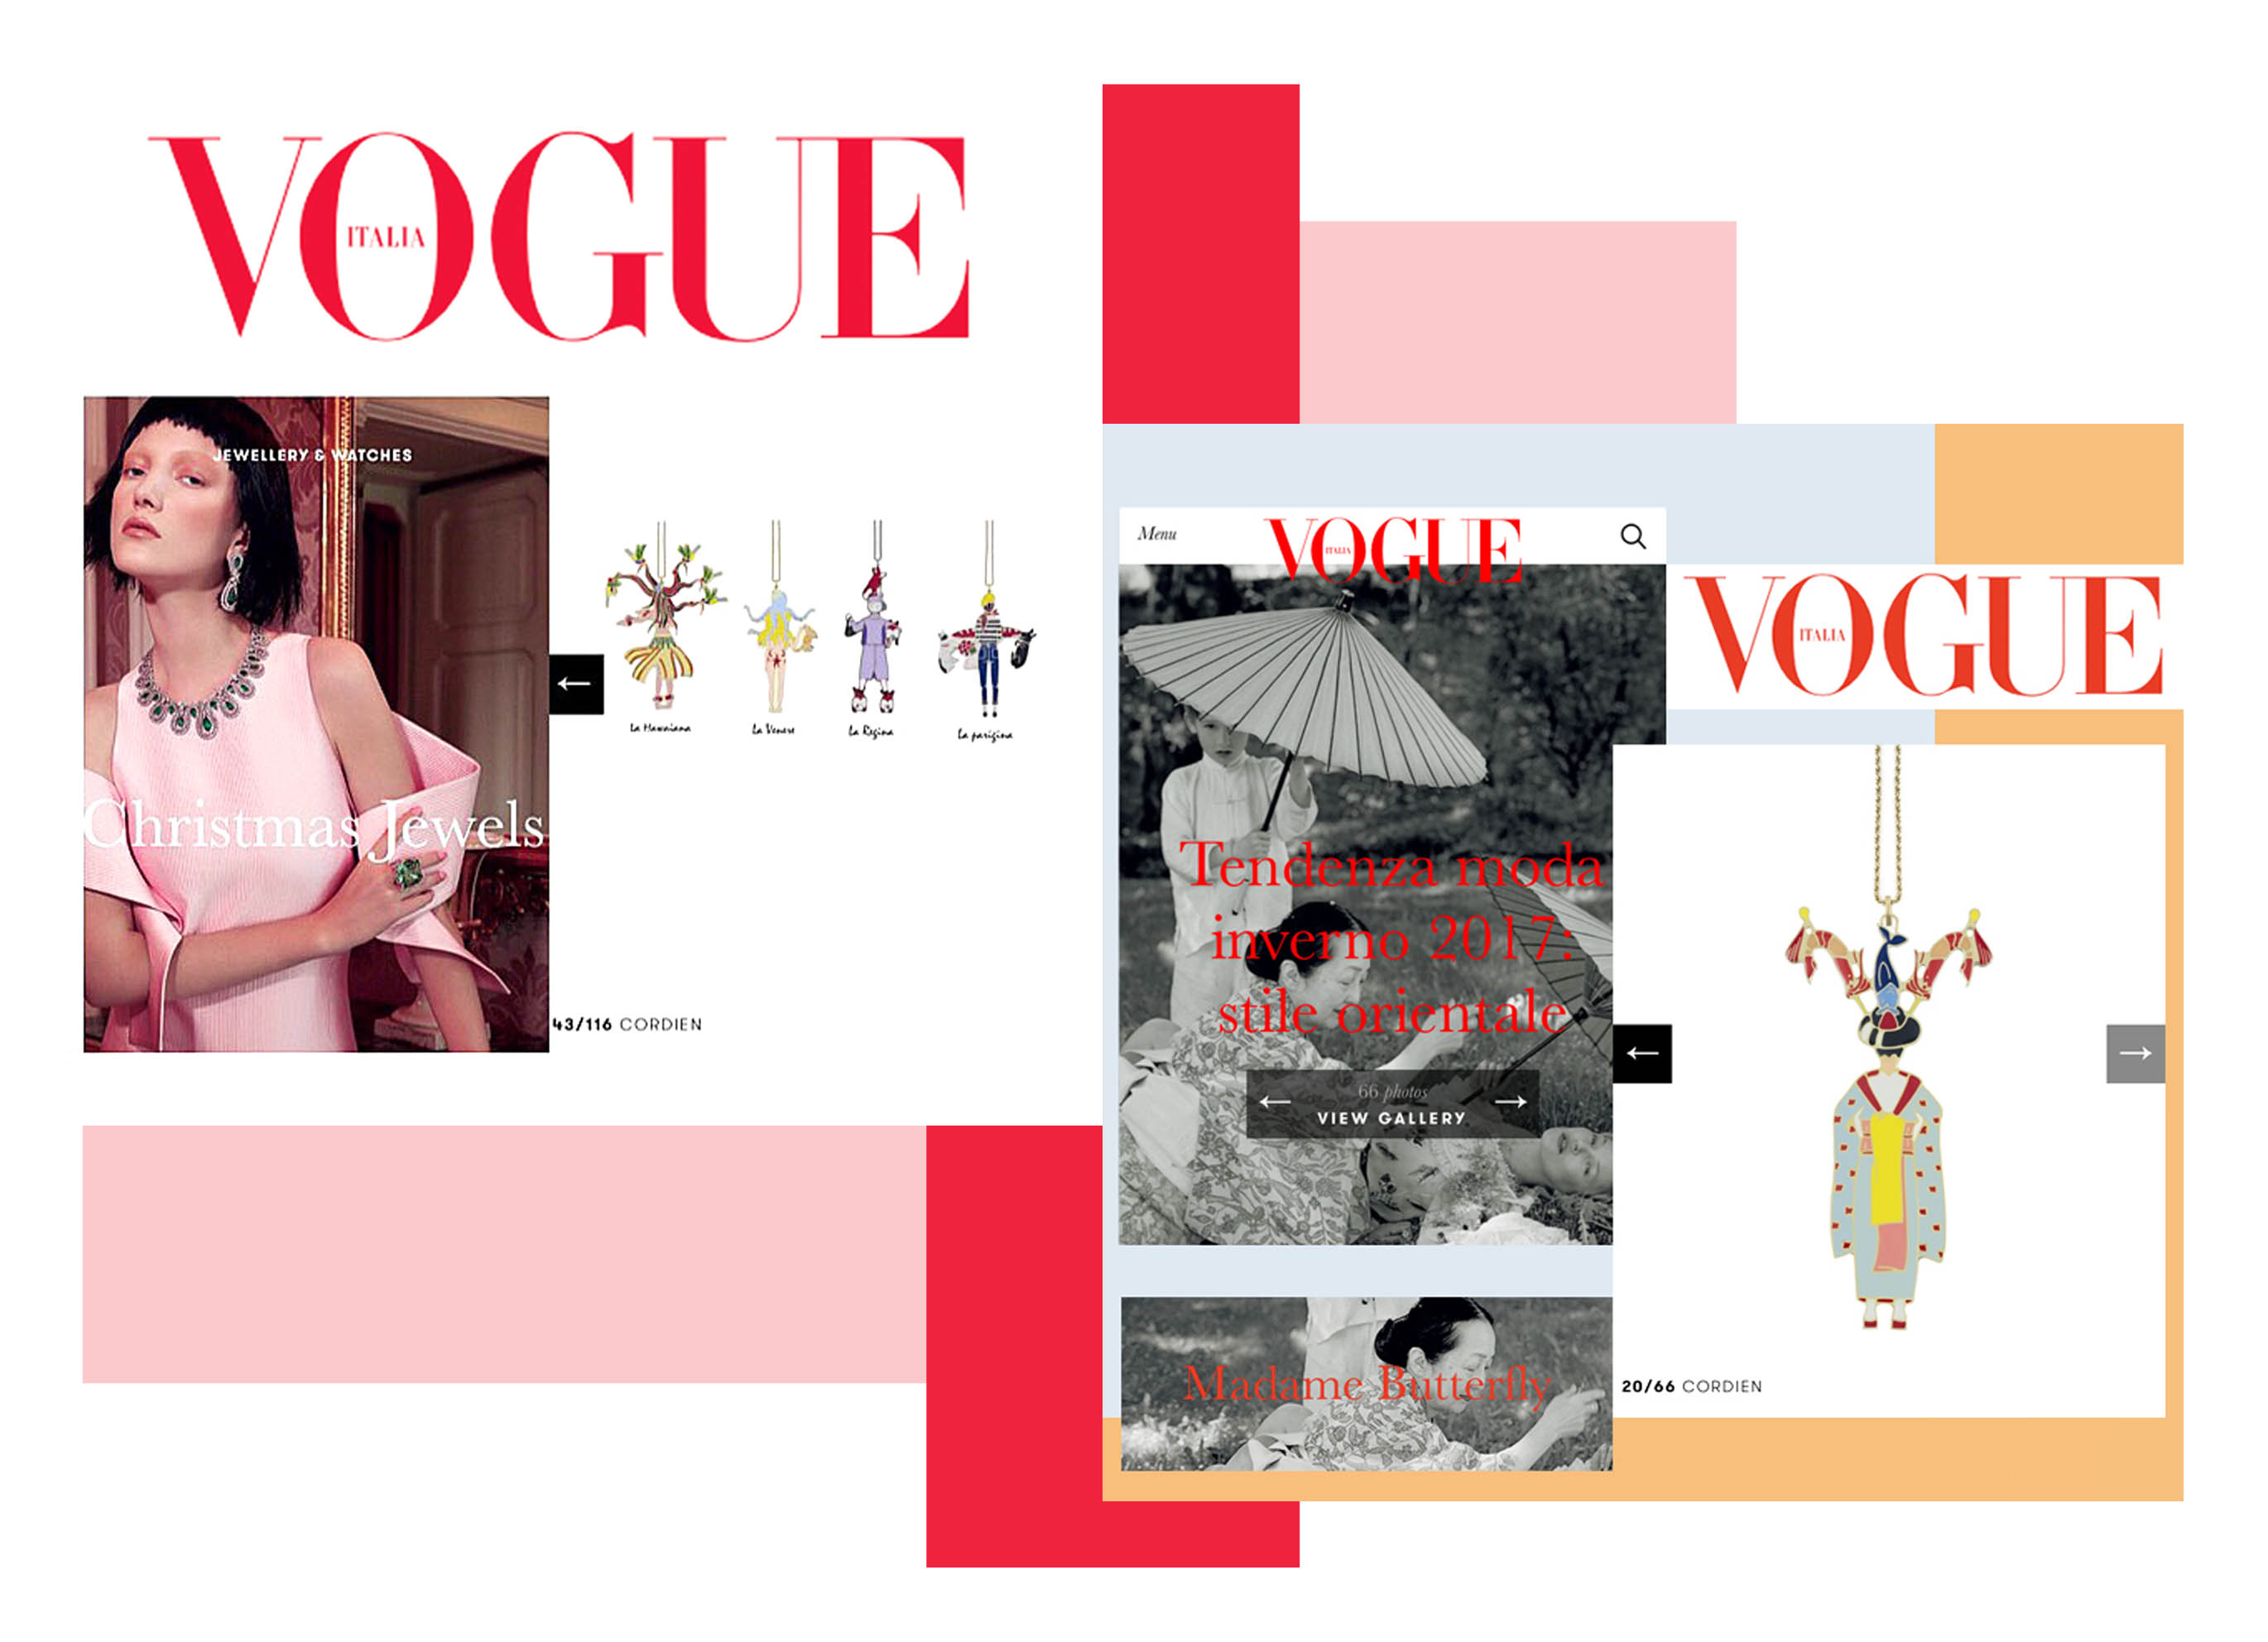 VOGUE
ITALIA
JEWELLERY & WATCHES
Christmas Jewels
La Hawaiana
La Venere
La Regina
La parigina
43/116 CORDIEN
Menu
VOGUE
ITALIA
Tendenza moda
inverno 2017:
stile orientale
66 photos
VIEW GALLERY
Madame Butterfly
VOGUE
ITALIA
20/66 CORDIEN